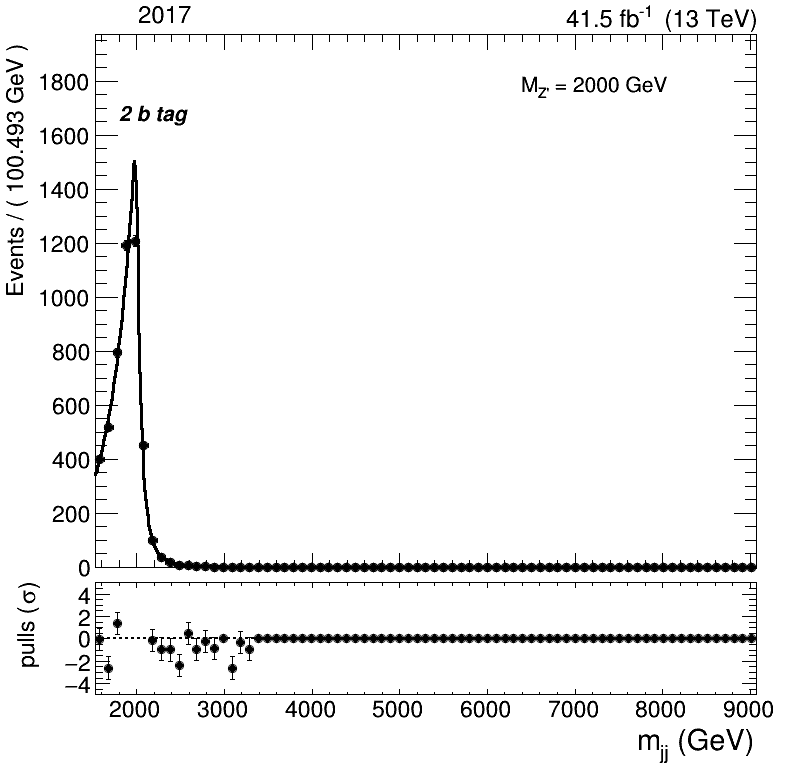 2017
41.5 fb⁻¹ (13 TeV)
Events / ( 100.493 GeV )
1800
1600
1400
1200
1000
800
600
400
200
0
2 b tag
M_Z' = 2000 GeV
pulls (σ)
4
2
0
−2
−4
2000 3000 4000 5000 6000 7000 8000 9000
m_jj (GeV)